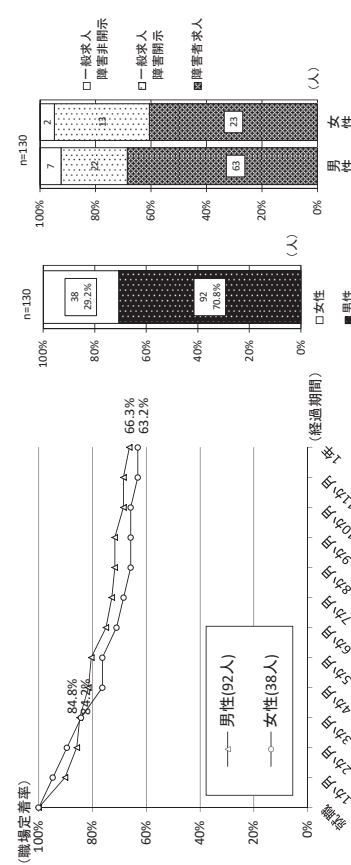 (職場定着率)
100%
80%
60%
40%
20%
0%
84.8%
84.2%
66.3%
63.2%
男性(92人)
女性(38人)
就職
1か月
2か月
3か月
4か月
5か月
6か月
7か月
8か月
9か月
10か月
11か月
1年
(経過期間)
n=130
100%
80%
60%
40%
20%
0%
38
29.2%
92
70.8%
(人)
□女性
■男性
n=130
100%
80%
60%
40%
20%
0%
7
22
63
2
13
23
男性
女性
(人)
一般求人
障害非開示
一般求人
障害開示
障害者求人